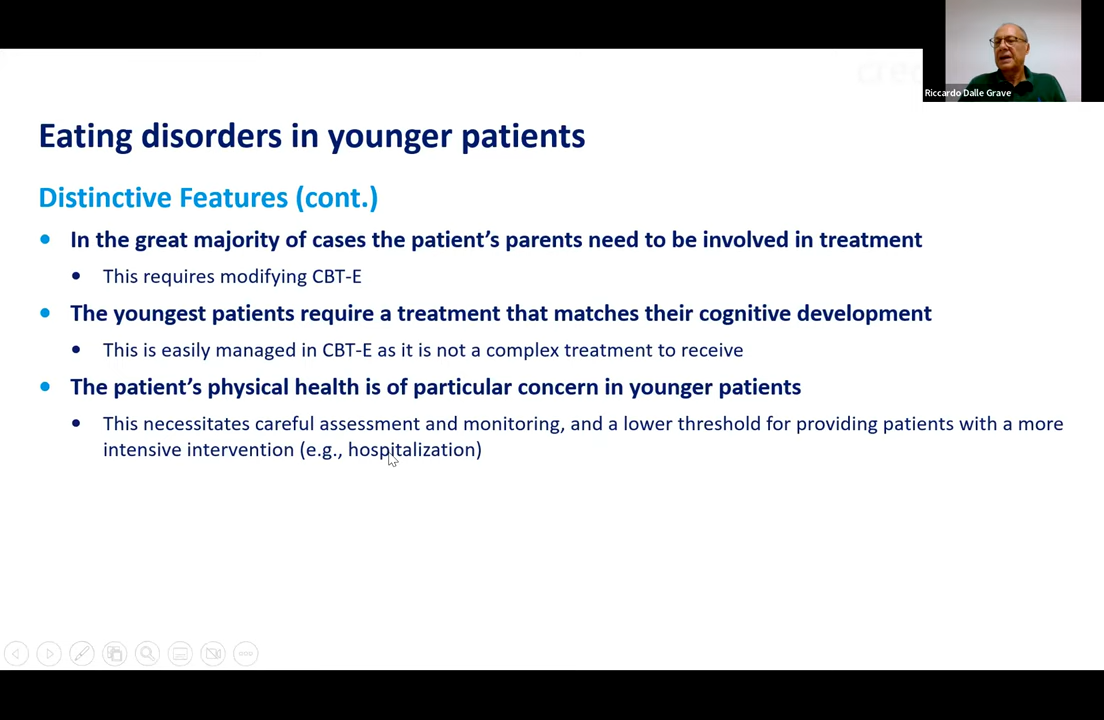 Riccardo Dalle Grave
Eating disorders in younger patients
Distinctive Features (cont.)
In the great majority of cases the patient's parents need to be involved in treatment
This requires modifying CBT-E
The youngest patients require a treatment that matches their cognitive development
This is easily managed in CBT-E as it is not a complex treatment to receive
The patient's physical health is of particular concern in younger patients
This necessitates careful assessment and monitoring, and a lower threshold for providing patients with a more
intensive intervention (e.g., hospitalization)